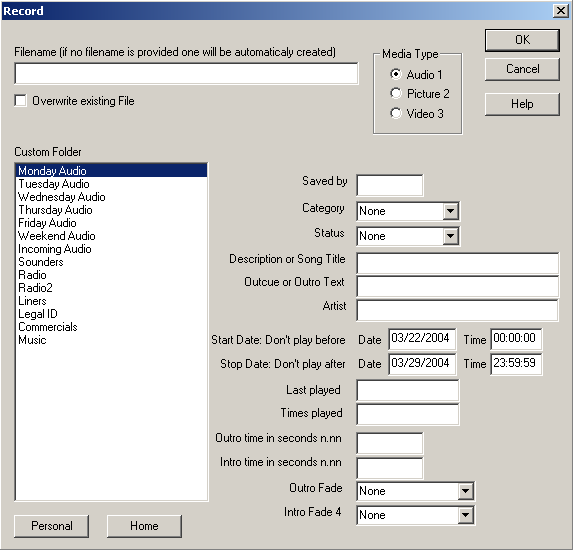 Record
Filename (if no filename is provided one will be automaticaly created)
Overwrite existing File
Media Type
Audio 1
Picture 2
Video 3
OK
Cancel
Help
Custom Folder
Monday Audio
Tuesday Audio
Wednesday Audio
Thursday Audio
Friday Audio
Weekend Audio
Incoming Audio
Sounders
Radio
Radio2
Liners
Legal ID
Commercials
Music
Saved by
Category None
Status None
Description or Song Title
Outcue or Outro Text
Artist
Start Date: Don't play before Date 03/22/2004 Time 00:00:00
Stop Date: Don't play after Date 03/29/2004 Time 23:59:59
Last played
Times played
Outro time in seconds n.nn
Intro time in seconds n.nn
Outro Fade None
Intro Fade 4 None
Personal Home